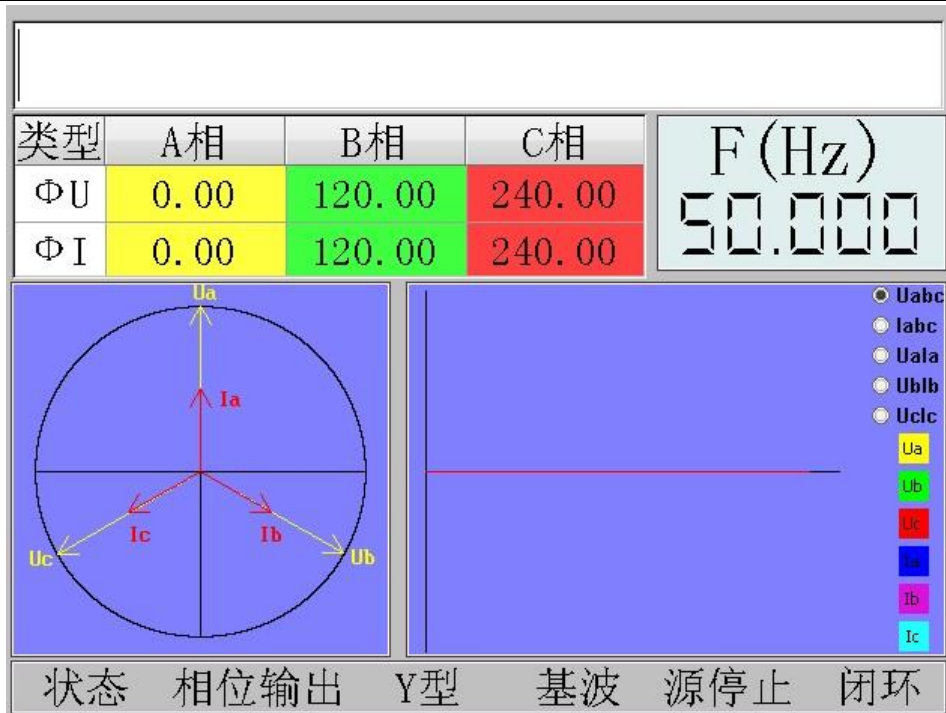 类型 A相 B相 C相
ΦU 0.00 120.00 240.00
ΦI 0.00 120.00 240.00
F(Hz)
50.000
Ua
Ia
Ic Ib
Uc Ub
Uabc
Iabc
UaIa
UbIb
UcIc
Ua
Ub
Uc
Ia
Ib
Ic
状态 相位输出 Y型 基波 源停止 闭环